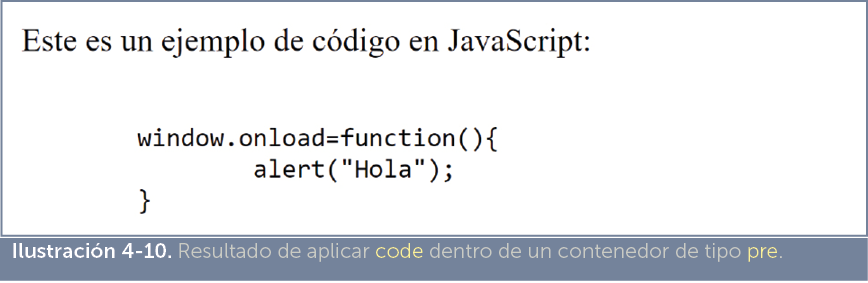 Este es un ejemplo de código en JavaScript:
window.onload=function(){
alert("Hola");
}
Ilustración 4-10. Resultado de aplicar code dentro de un contenedor de tipo pre.